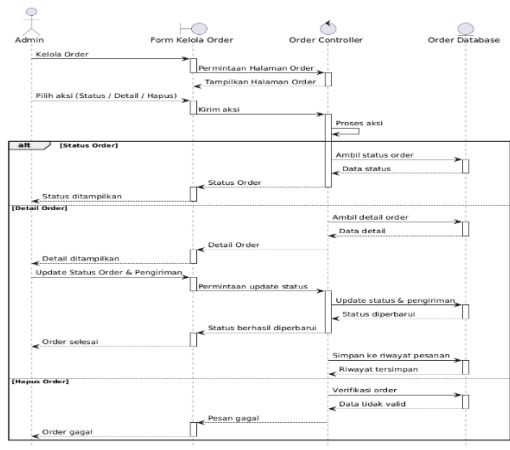 Admin
Form Kelola Order
Order Controller
Order Database
Kelola Order
Permintaan Halaman Order
Tampilkan Halaman Order
Pilih aksi (Status / Detail / Hapus)
Kirim aksi
Proses aksi
alt
[Status Order]
Ambil status order
Data status
Status Order
Status ditampilkan
[Detail Order]
Ambil detail order
Data detail
Detail Order
Detail ditampilkan
Update Status Order & Pengiriman
Permintaan update status
Update status & pengiriman
Status diperbarui
Status berhasil diperbarui
Order selesai
Simpan ke riwayat pesanan
Riwayat tersimpan
[Hapus Order]
Verifikasi order
Data tidak valid
Pesan gagal
Order gagal